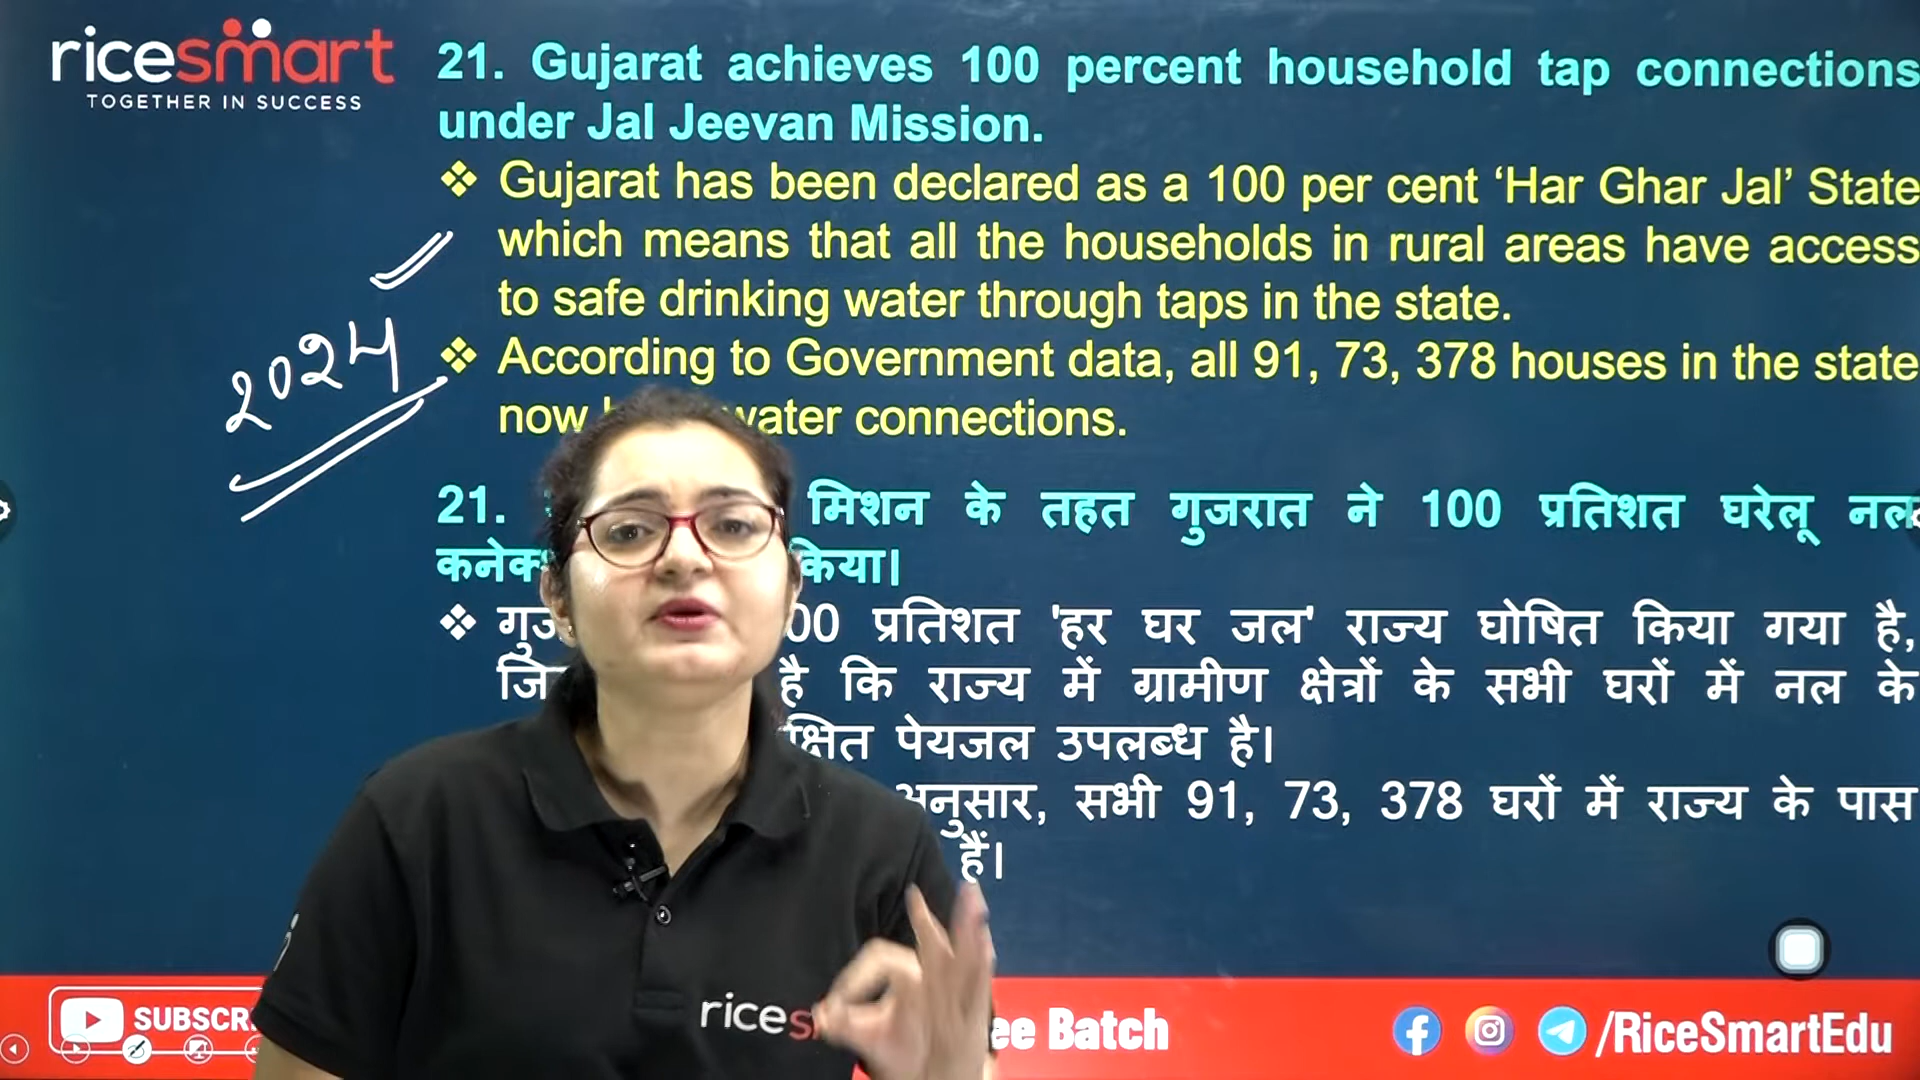 ricesmart
TOGETHER IN SUCCESS
21. Gujarat achieves 100 percent household tap connections
under Jal Jeevan Mission.
❖ Gujarat has been declared as a 100 per cent ‘Har Ghar Jal’ State
which means that all the households in rural areas have access
to safe drinking water through taps in the state.
2024
❖ According to Government data, all 91, 73, 378 houses in the state
now water connections.
21. मिशन के तहत गुजरात ने 100 प्रतिशत घरेलू नल
किया।
❖ 00 प्रतिशत 'हर घर जल' राज्य घोषित किया गया है,
है कि राज्य में ग्रामीण क्षेत्रों के सभी घरों में नल के
पेयजल उपलब्ध है।
अनुसार, सभी 91, 73, 378 घरों में राज्य के पास
हैं।
rice
Batch
/RiceSmartEdu